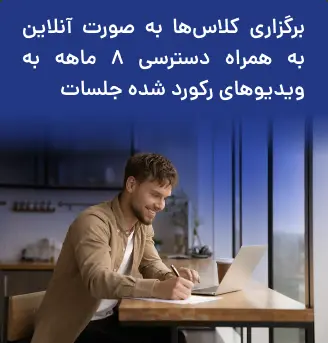 برگزاری کلاس‌ها به صورت آنلاین
به همراه دسترسی ۸ ماهه به
ویدیوهای رکورد شده جلسات